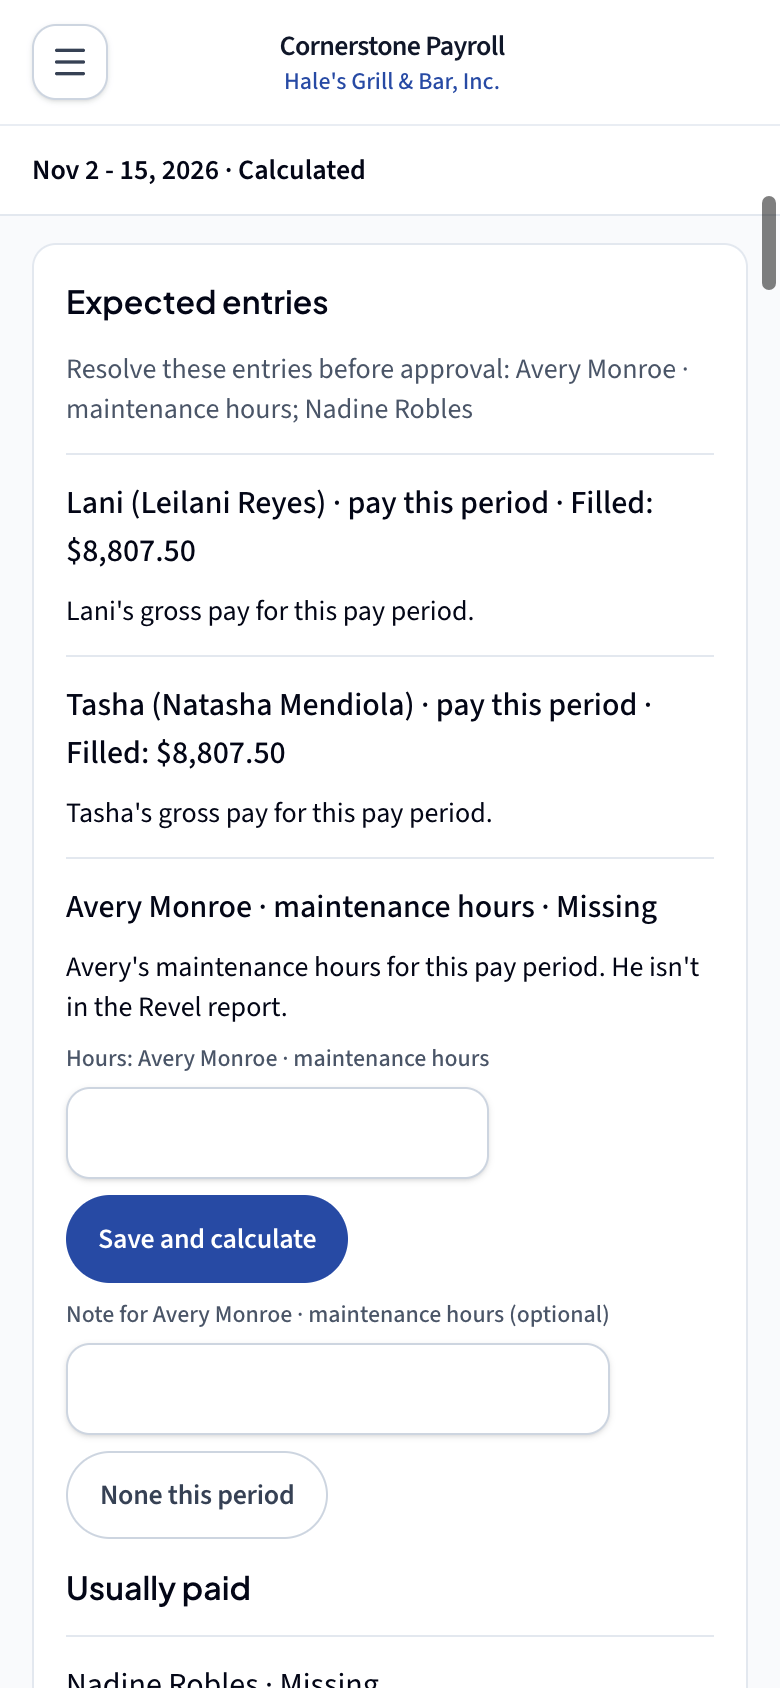 Cornerstone Payroll
Hale's Grill & Bar, Inc.
Nov 2 - 15, 2026 · Calculated
Expected entries
Resolve these entries before approval: Avery Monroe ·
maintenance hours; Nadine Robles
Lani (Leilani Reyes) · pay this period · Filled:
$8,807.50
Lani's gross pay for this pay period.
Tasha (Natasha Mendiola) · pay this period ·
Filled: $8,807.50
Tasha's gross pay for this pay period.
Avery Monroe · maintenance hours · Missing
Avery's maintenance hours for this pay period. He isn't
in the Revel report.
Hours: Avery Monroe · maintenance hours
Save and calculate
Note for Avery Monroe · maintenance hours (optional)
None this period
Usually paid
Nadine Robles · Missing